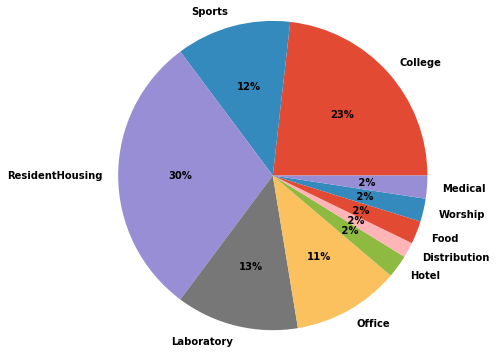 Sports
College
12%
23%
ResidentHousing
30%
2%
Medical
2%
Worship
2%
Food
2%
Distribution
2%
Hotel
11%
13%
Office
Laboratory